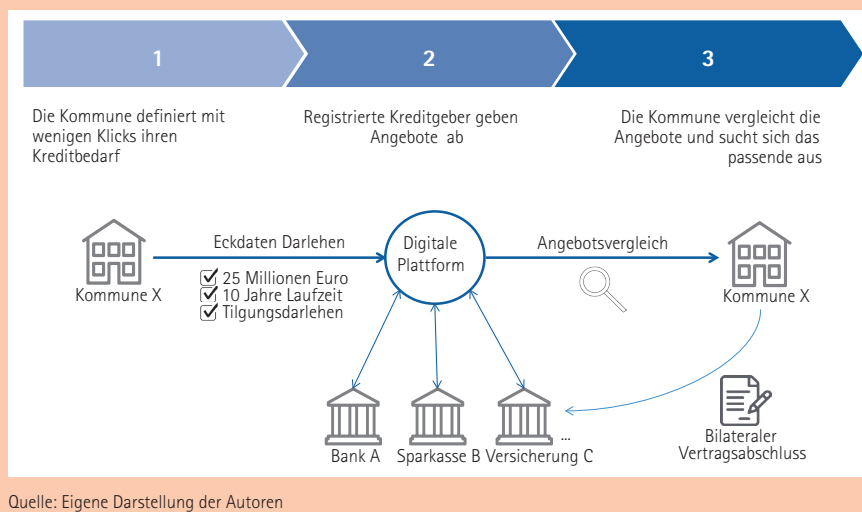 1
2
3
Die Kommune definiert mit
wenigen Klicks ihren
Kreditbedarf
Registrierte Kreditgeber geben
Angebote ab
Die Kommune vergleicht die
Angebote und sucht sich das
passende aus
Kommune X
Eckdaten Darlehen
25 Millionen Euro
10 Jahre Laufzeit
Tilgungsdarlehen
Digitale
Plattform
Angebotsvergleich
Kommune X
Bank A
Sparkasse B
Versicherung C
...
Bilateraler
Vertragsabschluss
Quelle: Eigene Darstellung der Autoren